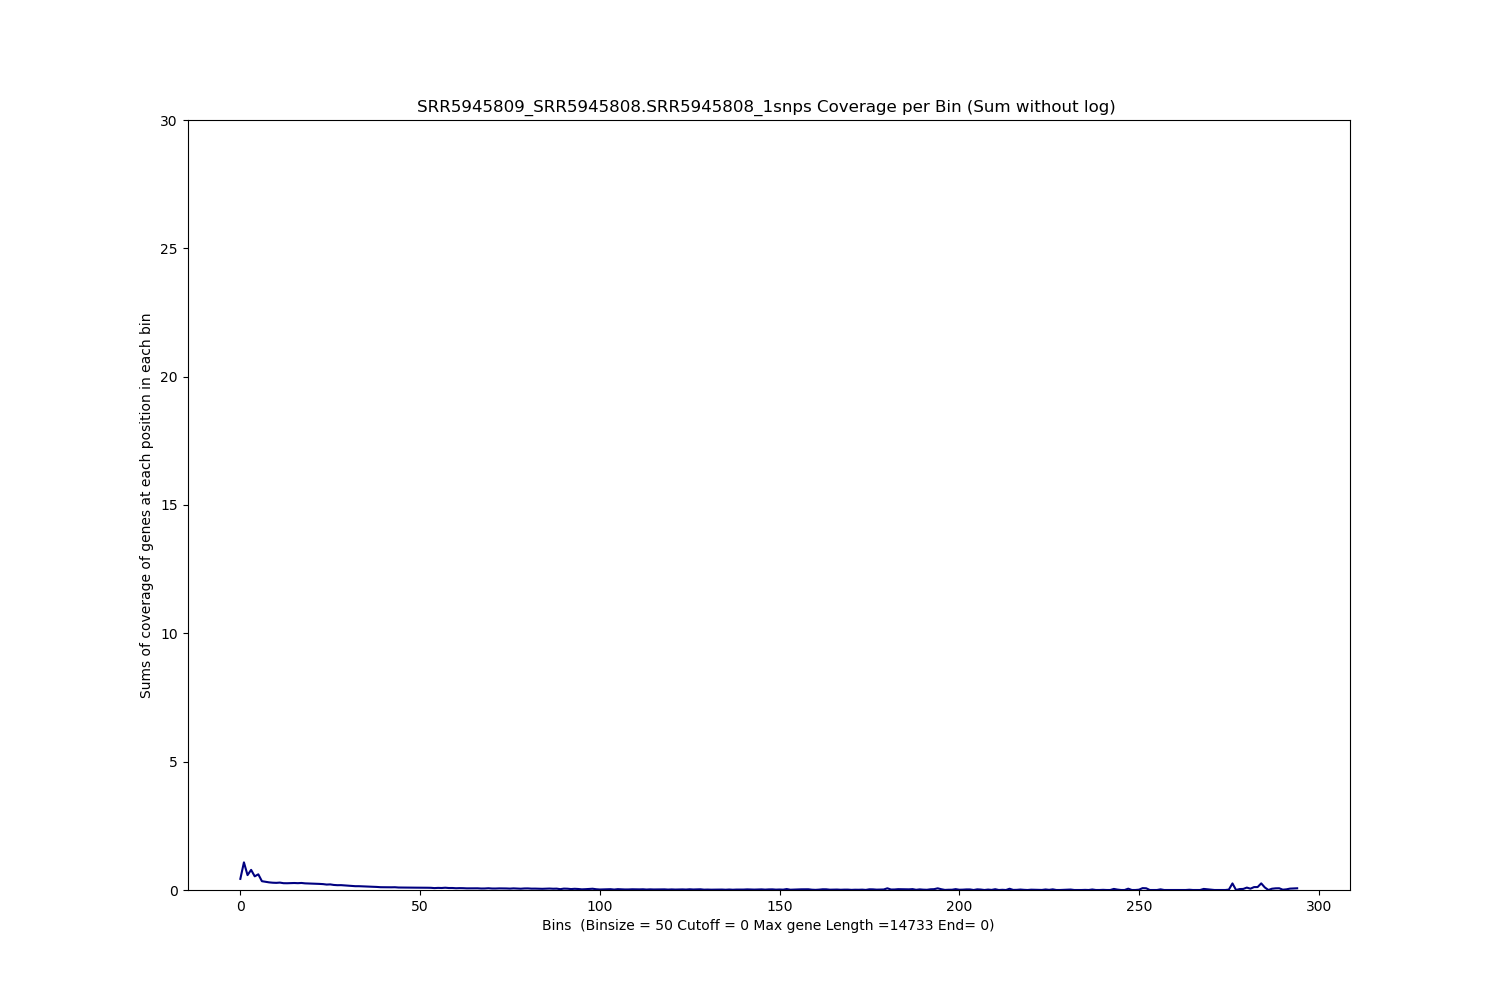 SRR5945809_SRR5945808.SRR5945808_1snps Coverage per Bin (Sum without log)
Sums of coverage of genes at each position in each bin
30
25
20
15
10
5
0
0 50 100 150 200 250 300
Bins  (Binsize = 50 Cutoff = 0 Max gene Length =14733 End= 0)